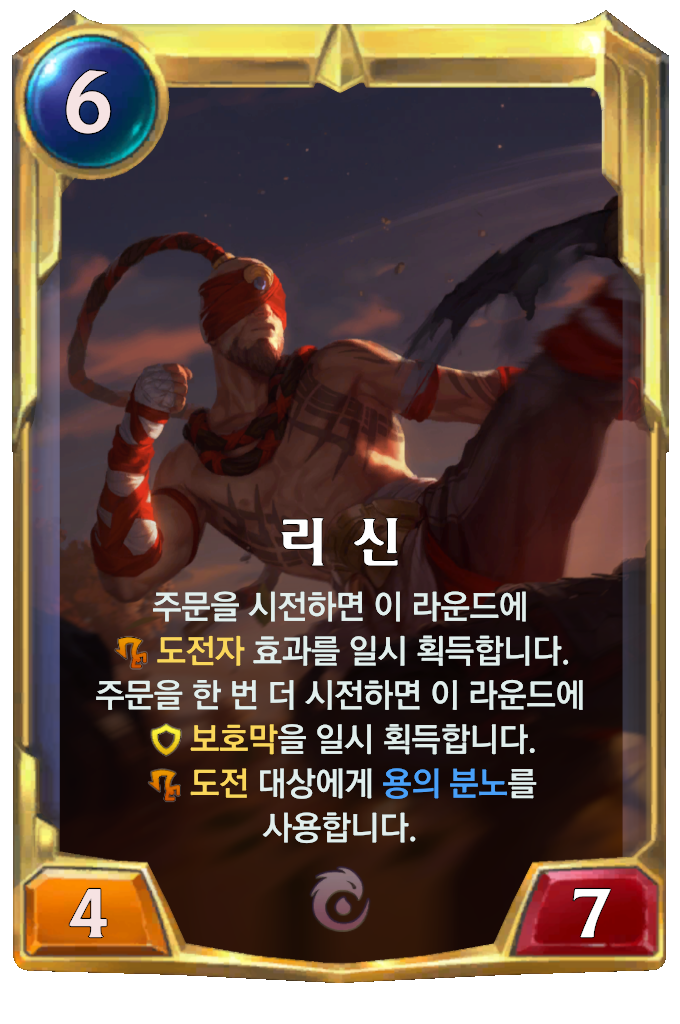 6
리 신
주문을 시전하면 이 라운드에
도전자 효과를 일시 획득합니다.
주문을 한 번 더 시전하면 이 라운드에
보호막을 일시 획득합니다.
도전 대상에게 용의 분노를
사용합니다.
4
7